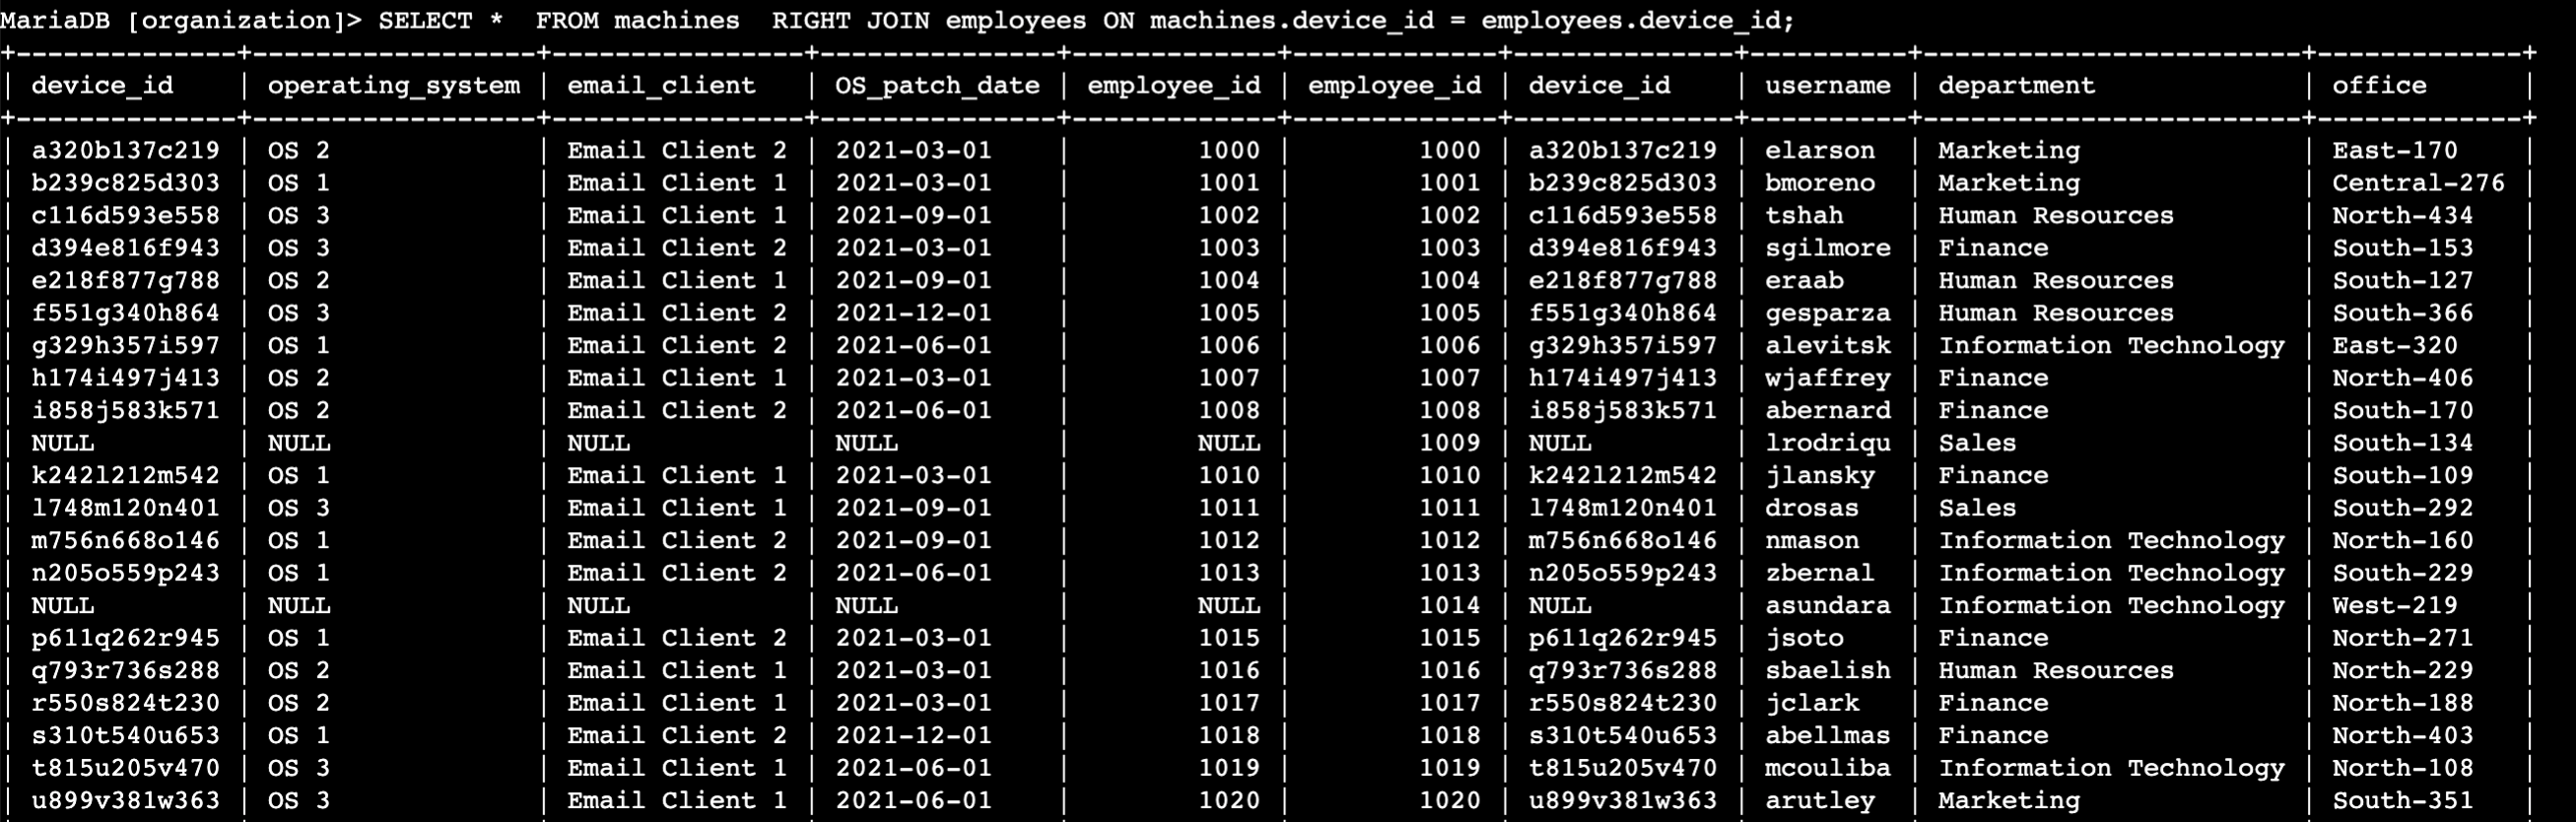 MariaDB [organization]> SELECT *  FROM machines  RIGHT JOIN employees ON machines.device_id = employees.device_id;
+--------------+------------------+----------------+---------------+-------------+-------------+--------------+----------+------------------------+-------------+
| device_id | operating_system | email_client | OS_patch_date | employee_id | employee_id | device_id | username | department | office |
+--------------+------------------+----------------+---------------+-------------+-------------+--------------+----------+------------------------+-------------+
| a320b137c219 | OS 2 | Email Client 2 | 2021-03-01 | 1000 | 1000 | a320b137c219 | elarson | Marketing | East-170 |
| b239c825d303 | OS 1 | Email Client 1 | 2021-03-01 | 1001 | 1001 | b239c825d303 | bmoreno | Marketing | Central-276 |
| c116d593e558 | OS 3 | Email Client 1 | 2021-09-01 | 1002 | 1002 | c116d593e558 | tshah | Human Resources | North-434 |
| d394e816f943 | OS 3 | Email Client 2 | 2021-03-01 | 1003 | 1003 | d394e816f943 | sgilmore | Finance | South-153 |
| e218f877g788 | OS 2 | Email Client 1 | 2021-09-01 | 1004 | 1004 | e218f877g788 | eraab | Human Resources | South-127 |
| f551g340h864 | OS 3 | Email Client 2 | 2021-12-01 | 1005 | 1005 | f551g340h864 | gesparza | Human Resources | South-366 |
| g329h357i597 | OS 1 | Email Client 2 | 2021-06-01 | 1006 | 1006 | g329h357i597 | alevitsk | Information Technology | East-320 |
| h174i497j413 | OS 2 | Email Client 1 | 2021-03-01 | 1007 | 1007 | h174i497j413 | wjaffrey | Finance | North-406 |
| i858j583k571 | OS 2 | Email Client 2 | 2021-06-01 | 1008 | 1008 | i858j583k571 | abernard | Finance | South-170 |
| NULL | NULL | NULL | NULL | NULL | 1009 | NULL | lrodriqu | Sales | South-134 |
| k242l212m542 | OS 1 | Email Client 1 | 2021-03-01 | 1010 | 1010 | k242l212m542 | jlansky | Finance | South-109 |
| l748m120n401 | OS 3 | Email Client 1 | 2021-09-01 | 1011 | 1011 | l748m120n401 | drosas | Sales | South-292 |
| m756n668o146 | OS 1 | Email Client 2 | 2021-09-01 | 1012 | 1012 | m756n668o146 | nmason | Information Technology | North-160 |
| n205o559p243 | OS 1 | Email Client 2 | 2021-06-01 | 1013 | 1013 | n205o559p243 | zbernal | Information Technology | South-229 |
| NULL | NULL | NULL | NULL | NULL | 1014 | NULL | asundara | Information Technology | West-219 |
| p611q262r945 | OS 1 | Email Client 2 | 2021-03-01 | 1015 | 1015 | p611q262r945 | jsoto | Finance | North-271 |
| q793r736s288 | OS 2 | Email Client 1 | 2021-03-01 | 1016 | 1016 | q793r736s288 | sbaelish | Human Resources | North-229 |
| r550s824t230 | OS 2 | Email Client 1 | 2021-03-01 | 1017 | 1017 | r550s824t230 | jclark | Finance | North-188 |
| s310t540u653 | OS 1 | Email Client 2 | 2021-12-01 | 1018 | 1018 | s310t540u653 | abellmas | Finance | North-403 |
| t815u205v470 | OS 3 | Email Client 1 | 2021-06-01 | 1019 | 1019 | t815u205v470 | mcouliba | Information Technology | North-108 |
| u899v381w363 | OS 3 | Email Client 1 | 2021-06-01 | 1020 | 1020 | u899v381w363 | arutley | Marketing | South-351 |